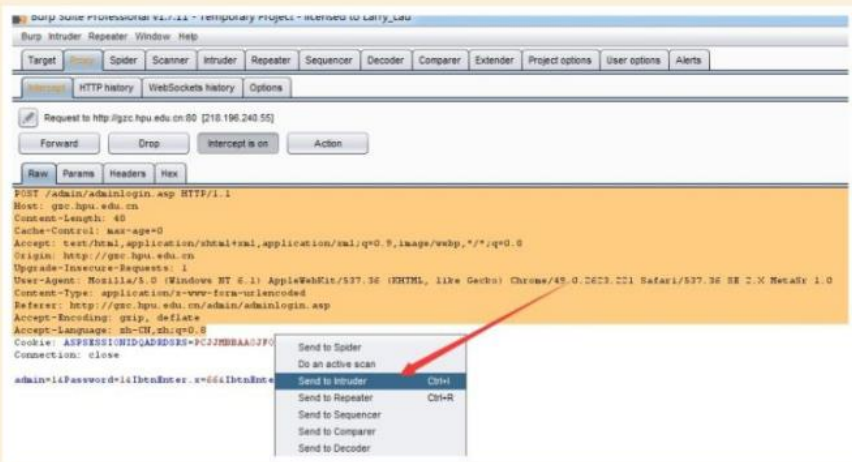 Burp Suite Professional v1.7.11 - Temporary Project - licensed to Larry_Lau
Burp Intruder Repeater Window Help
Target Proxy Spider Scanner Intruder Repeater Sequencer Decoder Comparer Extender Project options User options Alerts
Intercept HTTP history WebSockets history Options
Request to http://gzc.hpu.edu.cn:80 [218.196.240.55]
Forward Drop Intercept is on Action
Raw Params Headers Hex
POST /admin/adminlogin.asp HTTP/1.1
Host: gzc.hpu.edu.cn
Content-Length: 48
Cache-Control: max-age=0
Accept: text/html,application/xhtml+xml,application/xml;q=0.9,image/webp,*/*;q=0.8
Origin: http://gzc.hpu.edu.cn
Upgrade-Insecure-Requests: 1
User-Agent: Mozilla/5.0 (Windows NT 6.1) AppleWebKit/537.36 (KHTML, like Gecko) Chrome/49.0.2623.221 Safari/537.36 SE 2.X MetaSr 1.0
Content-Type: application/x-www-form-urlencoded
Referer: http://gzc.hpu.edu.cn/admin/adminlogin.asp
Accept-Encoding: gzip, deflate
Accept-Language: zh-CN,zh;q=0.8
Cookie:
Connection: close
admin=1&Password=1&IbtnEnter.x=66&IbtnEnte
Send to Spider
Do an active scan
Send to Intruder Ctrl+I
Send to Repeater Ctrl+R
Send to Sequencer
Send to Comparer
Send to Decoder